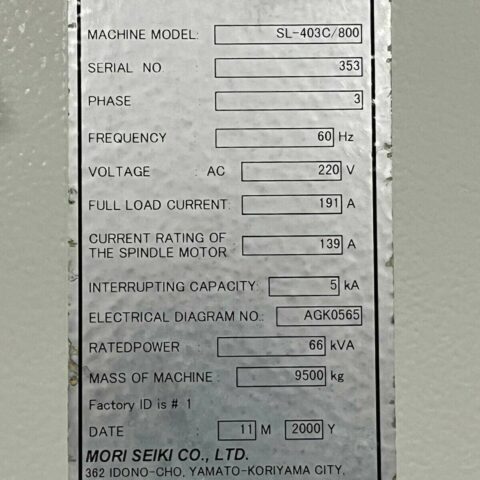 MACHINE MODEL: SL-403C/800
SERIAL NO. 353
PHASE : 3
FREQUENCY : 60 Hz
VOLTAGE : AC 220 V
FULL LOAD CURRENT: 191 A
CURRENT RATING OF
THE SPINDLE MOTOR : 139 A
INTERRUPTING CAPACITY: 5 kA
ELECTRICAL DIAGRAM NO.: AGK0565
RATEDPOWER : 66 kVA
MASS OF MACHINE : 9500 kg
Factory ID is # 1
DATE : 11 M 2000 Y
MORI SEIKI CO., LTD.
362 IDONO-CHO, YAMATO-KORIYAMA CITY,